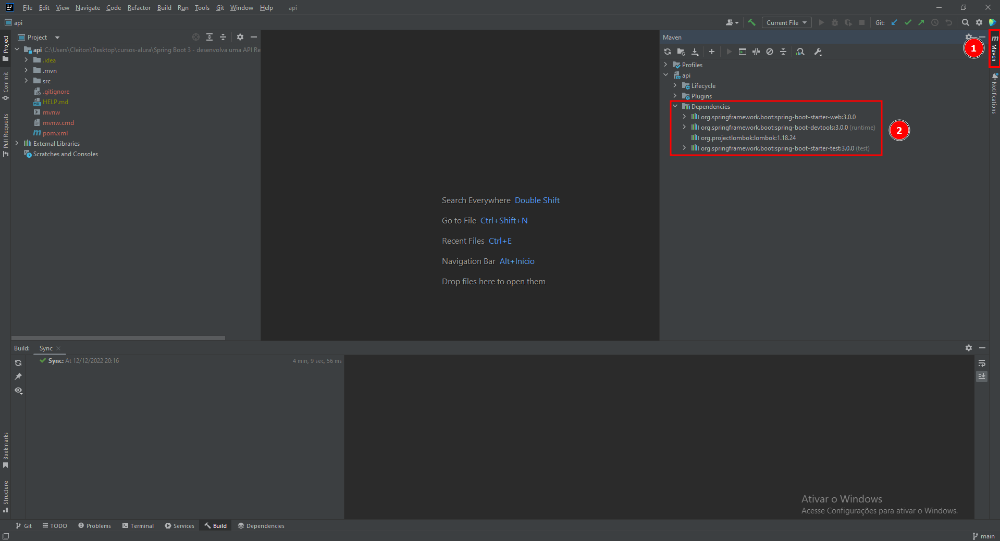 IJ File Edit View Navigate Code Refactor Build Run Tools Git Window Help api
api
Current File
Git:
Project
Commit
Pull Requests
Bookmarks
Structure
Project
api C:\Users\Cleiton\Desktop\cursos-alura\Spring Boot 3 - desenvolva uma API Re
.idea
.mvn
src
.gitignore
HELP.md
mvnw
mvnw.cmd
pom.xml
External Libraries
Scratches and Consoles
Search Everywhere Double Shift
Go to File Ctrl+Shift+N
Recent Files Ctrl+E
Navigation Bar Alt+Início
Drop files here to open them
Maven
Profiles
api
Lifecycle
Plugins
Dependencies
org.springframework.boot:spring-boot-starter-web:3.0.0
org.springframework.boot:spring-boot-devtools:3.0.0 (runtime)
org.projectlombok:lombok:1.18.24
org.springframework.boot:spring-boot-starter-test:3.0.0 (test)
1
2
m Maven
Notifications
Build: Sync
Sync: At 12/12/2022 20:16 4 min, 9 sec, 56 ms
Ativar o Windows
Acesse Configurações para ativar o Windows.
Git TODO Problems Terminal Services Build Dependencies
main